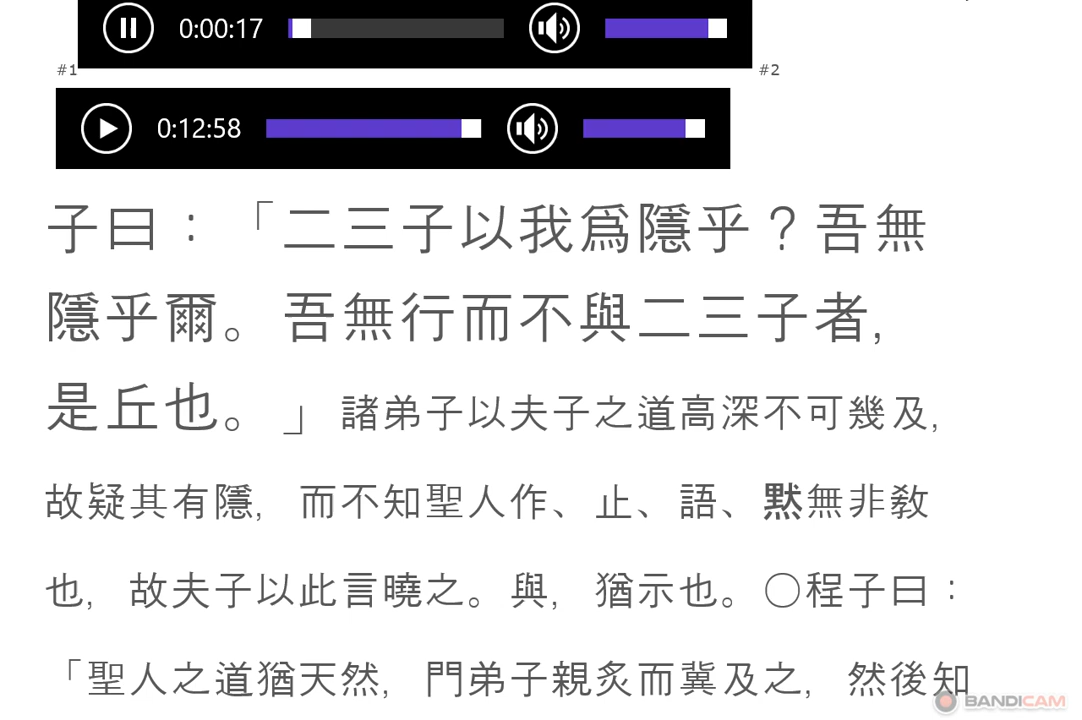 0:00:17
#1
#2
0:12:58
子曰：「二三子以我爲隱乎？吾無
隱乎爾。吾無行而不與二三子者,
是丘也。」諸弟子以夫子之道高深不可幾及,
故疑其有隱, 而不知聖人作、止、語、默無非敎
也, 故夫子以此言曉之。與, 猶示也。○程子曰：
「聖人之道猶天然, 門弟子親炙而冀及之, 然後知
BANDICAM